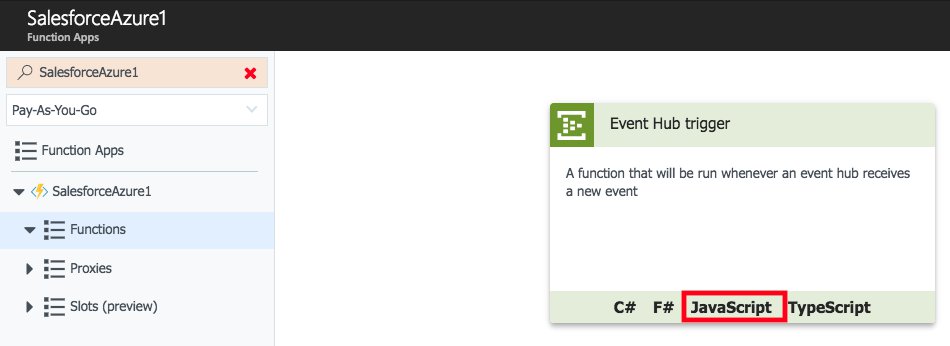 SalesforceAzure1
Function Apps
SalesforceAzure1
Pay-As-You-Go
Function Apps
SalesforceAzure1
Functions
Proxies
Slots (preview)
Event Hub trigger
A function that will be run whenever an event hub receives
a new event
C# F# JavaScript TypeScript